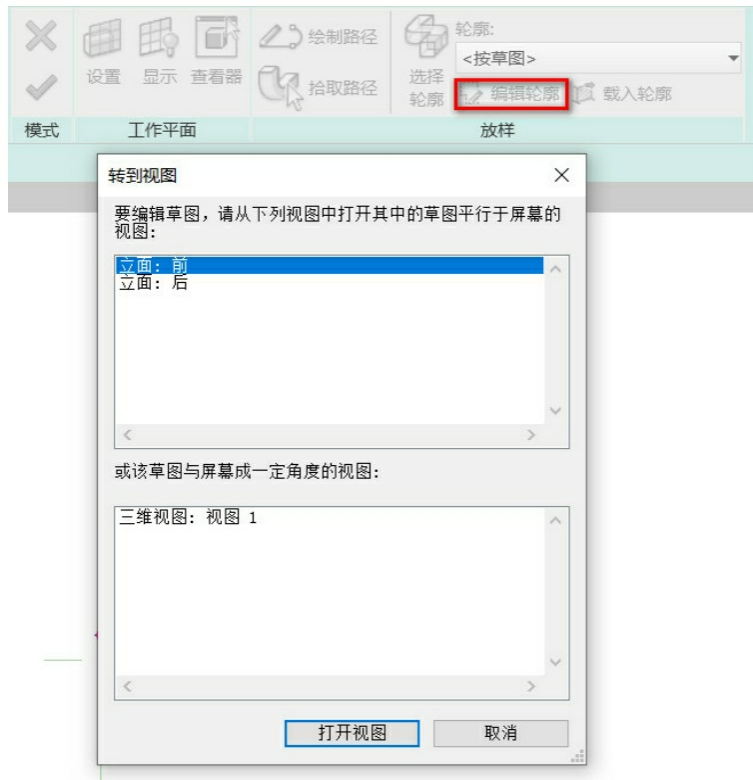 绘制路径
轮廓:
<按草图>
设置 显示 查看器
拾取路径
选择
轮廓
编辑轮廓
载入轮廓
模式 工作平面 放样
转到视图
要编辑草图，请从下列视图中打开其中的草图平行于屏幕的
视图:
立面: 前
立面: 后
或该草图与屏幕成一定角度的视图:
三维视图: 视图 1
打开视图 取消